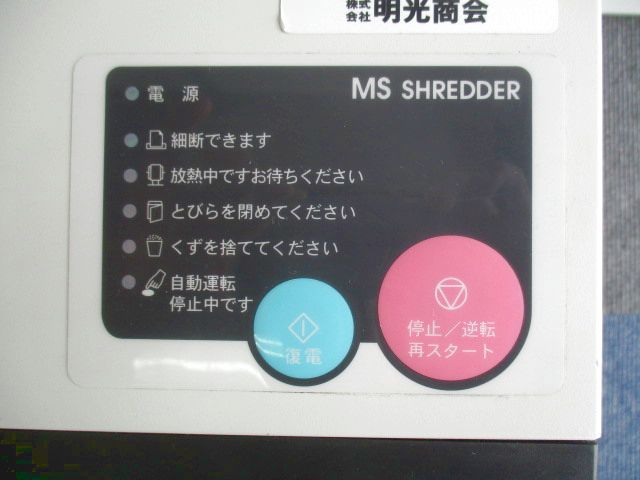 株式会社 明光商会
電 源
MS SHREDDER
細断できます
放熱中ですお待ちください
とびらを閉めてください
くずを捨ててください
自動運転
停止中です
復電
停止／逆転
再スタート